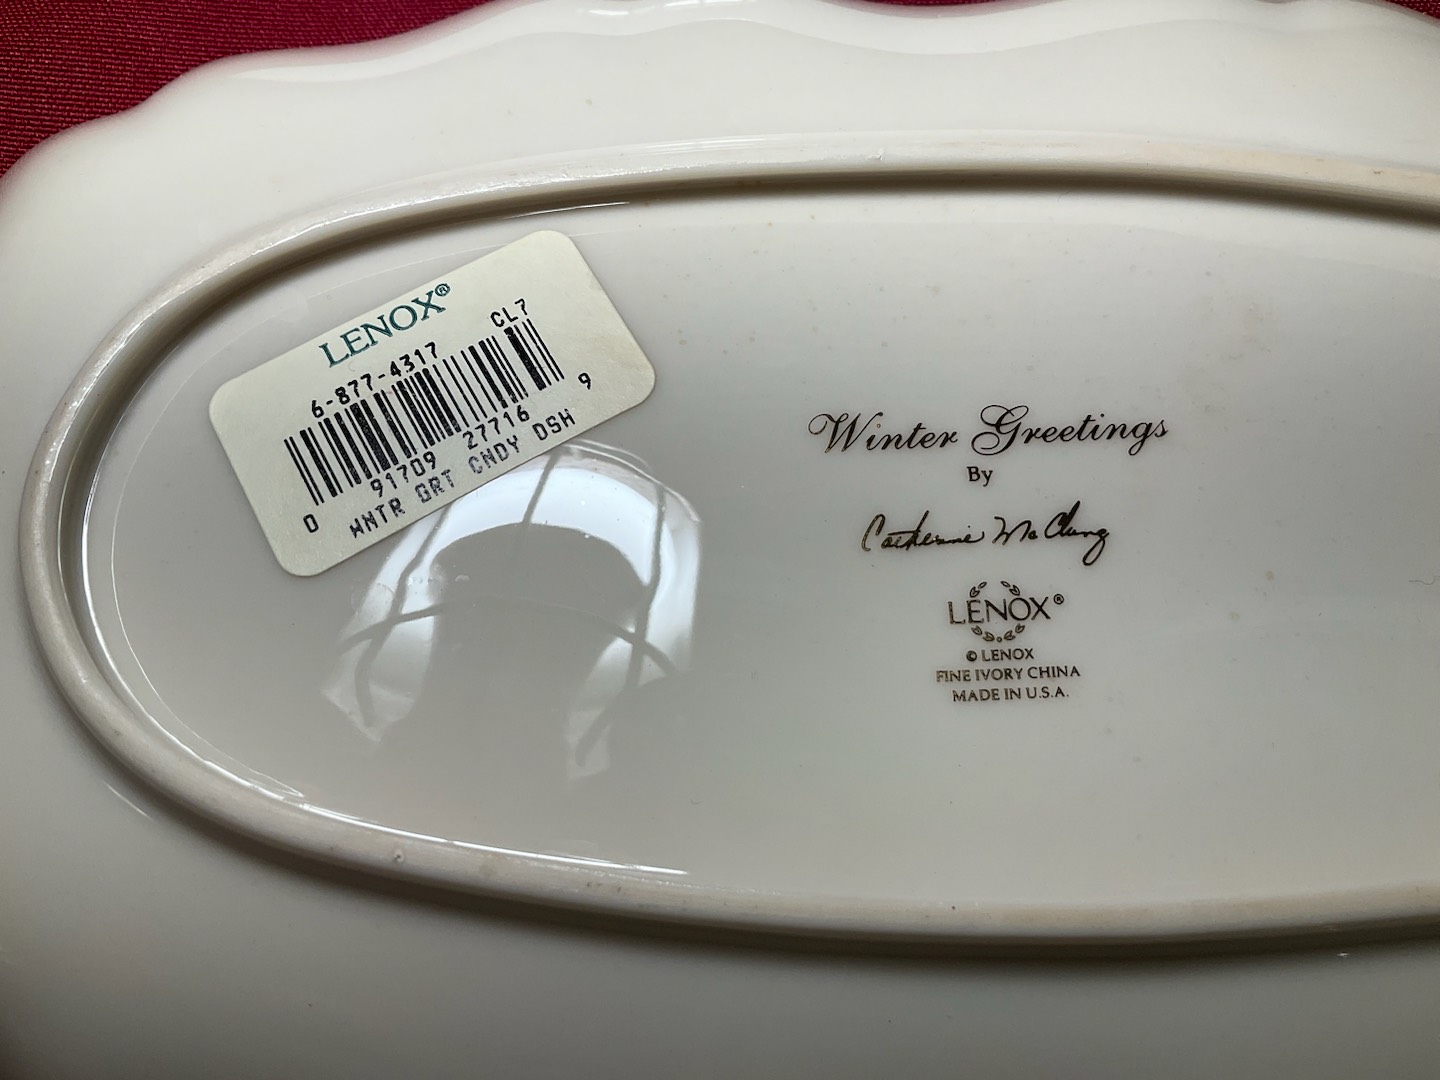 LENOX®
CL7
6-877-4317
0 91709 27716 9
WNTR GRT CNDY DSH
Winter Greetings
By
Catherine McClung
LENOX®
© LENOX
FINE IVORY CHINA
MADE IN U.S.A.